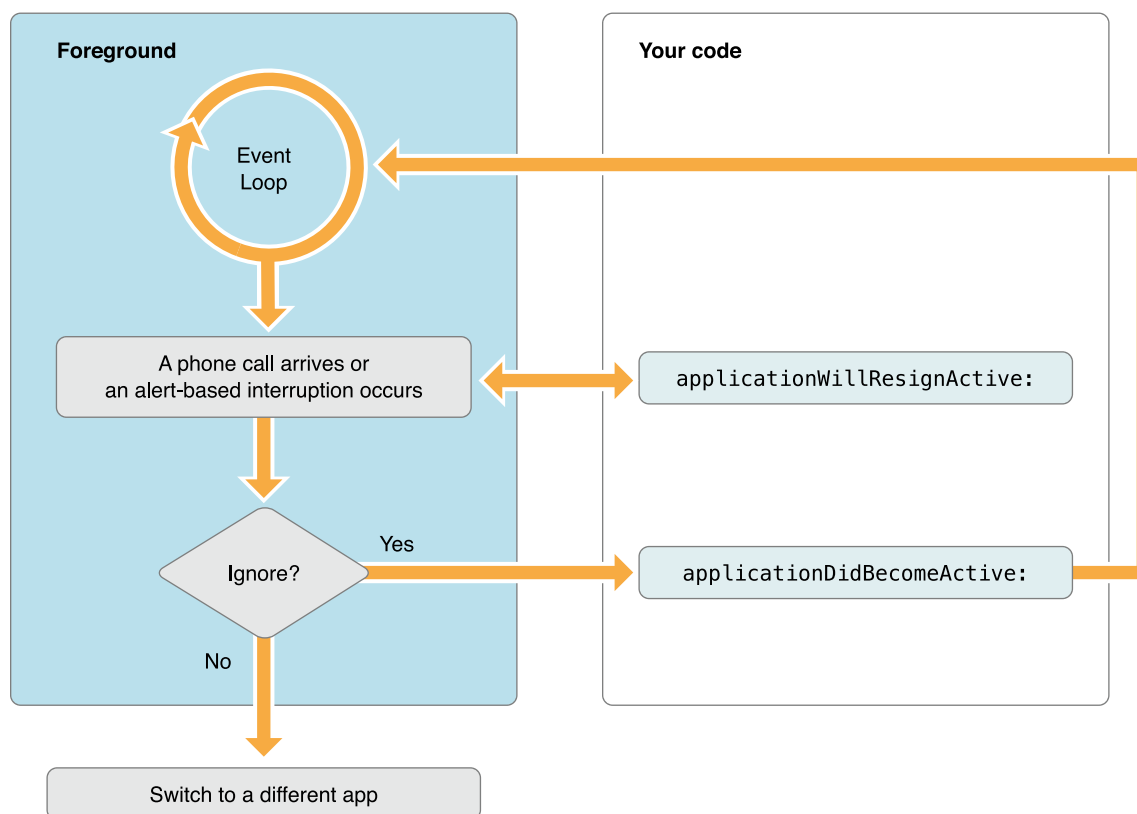 Foreground
Your code
Event
Loop
A phone call arrives or
an alert-based interruption occurs
applicationWillResignActive:
Ignore?
Yes
applicationDidBecomeActive:
No
Switch to a different app